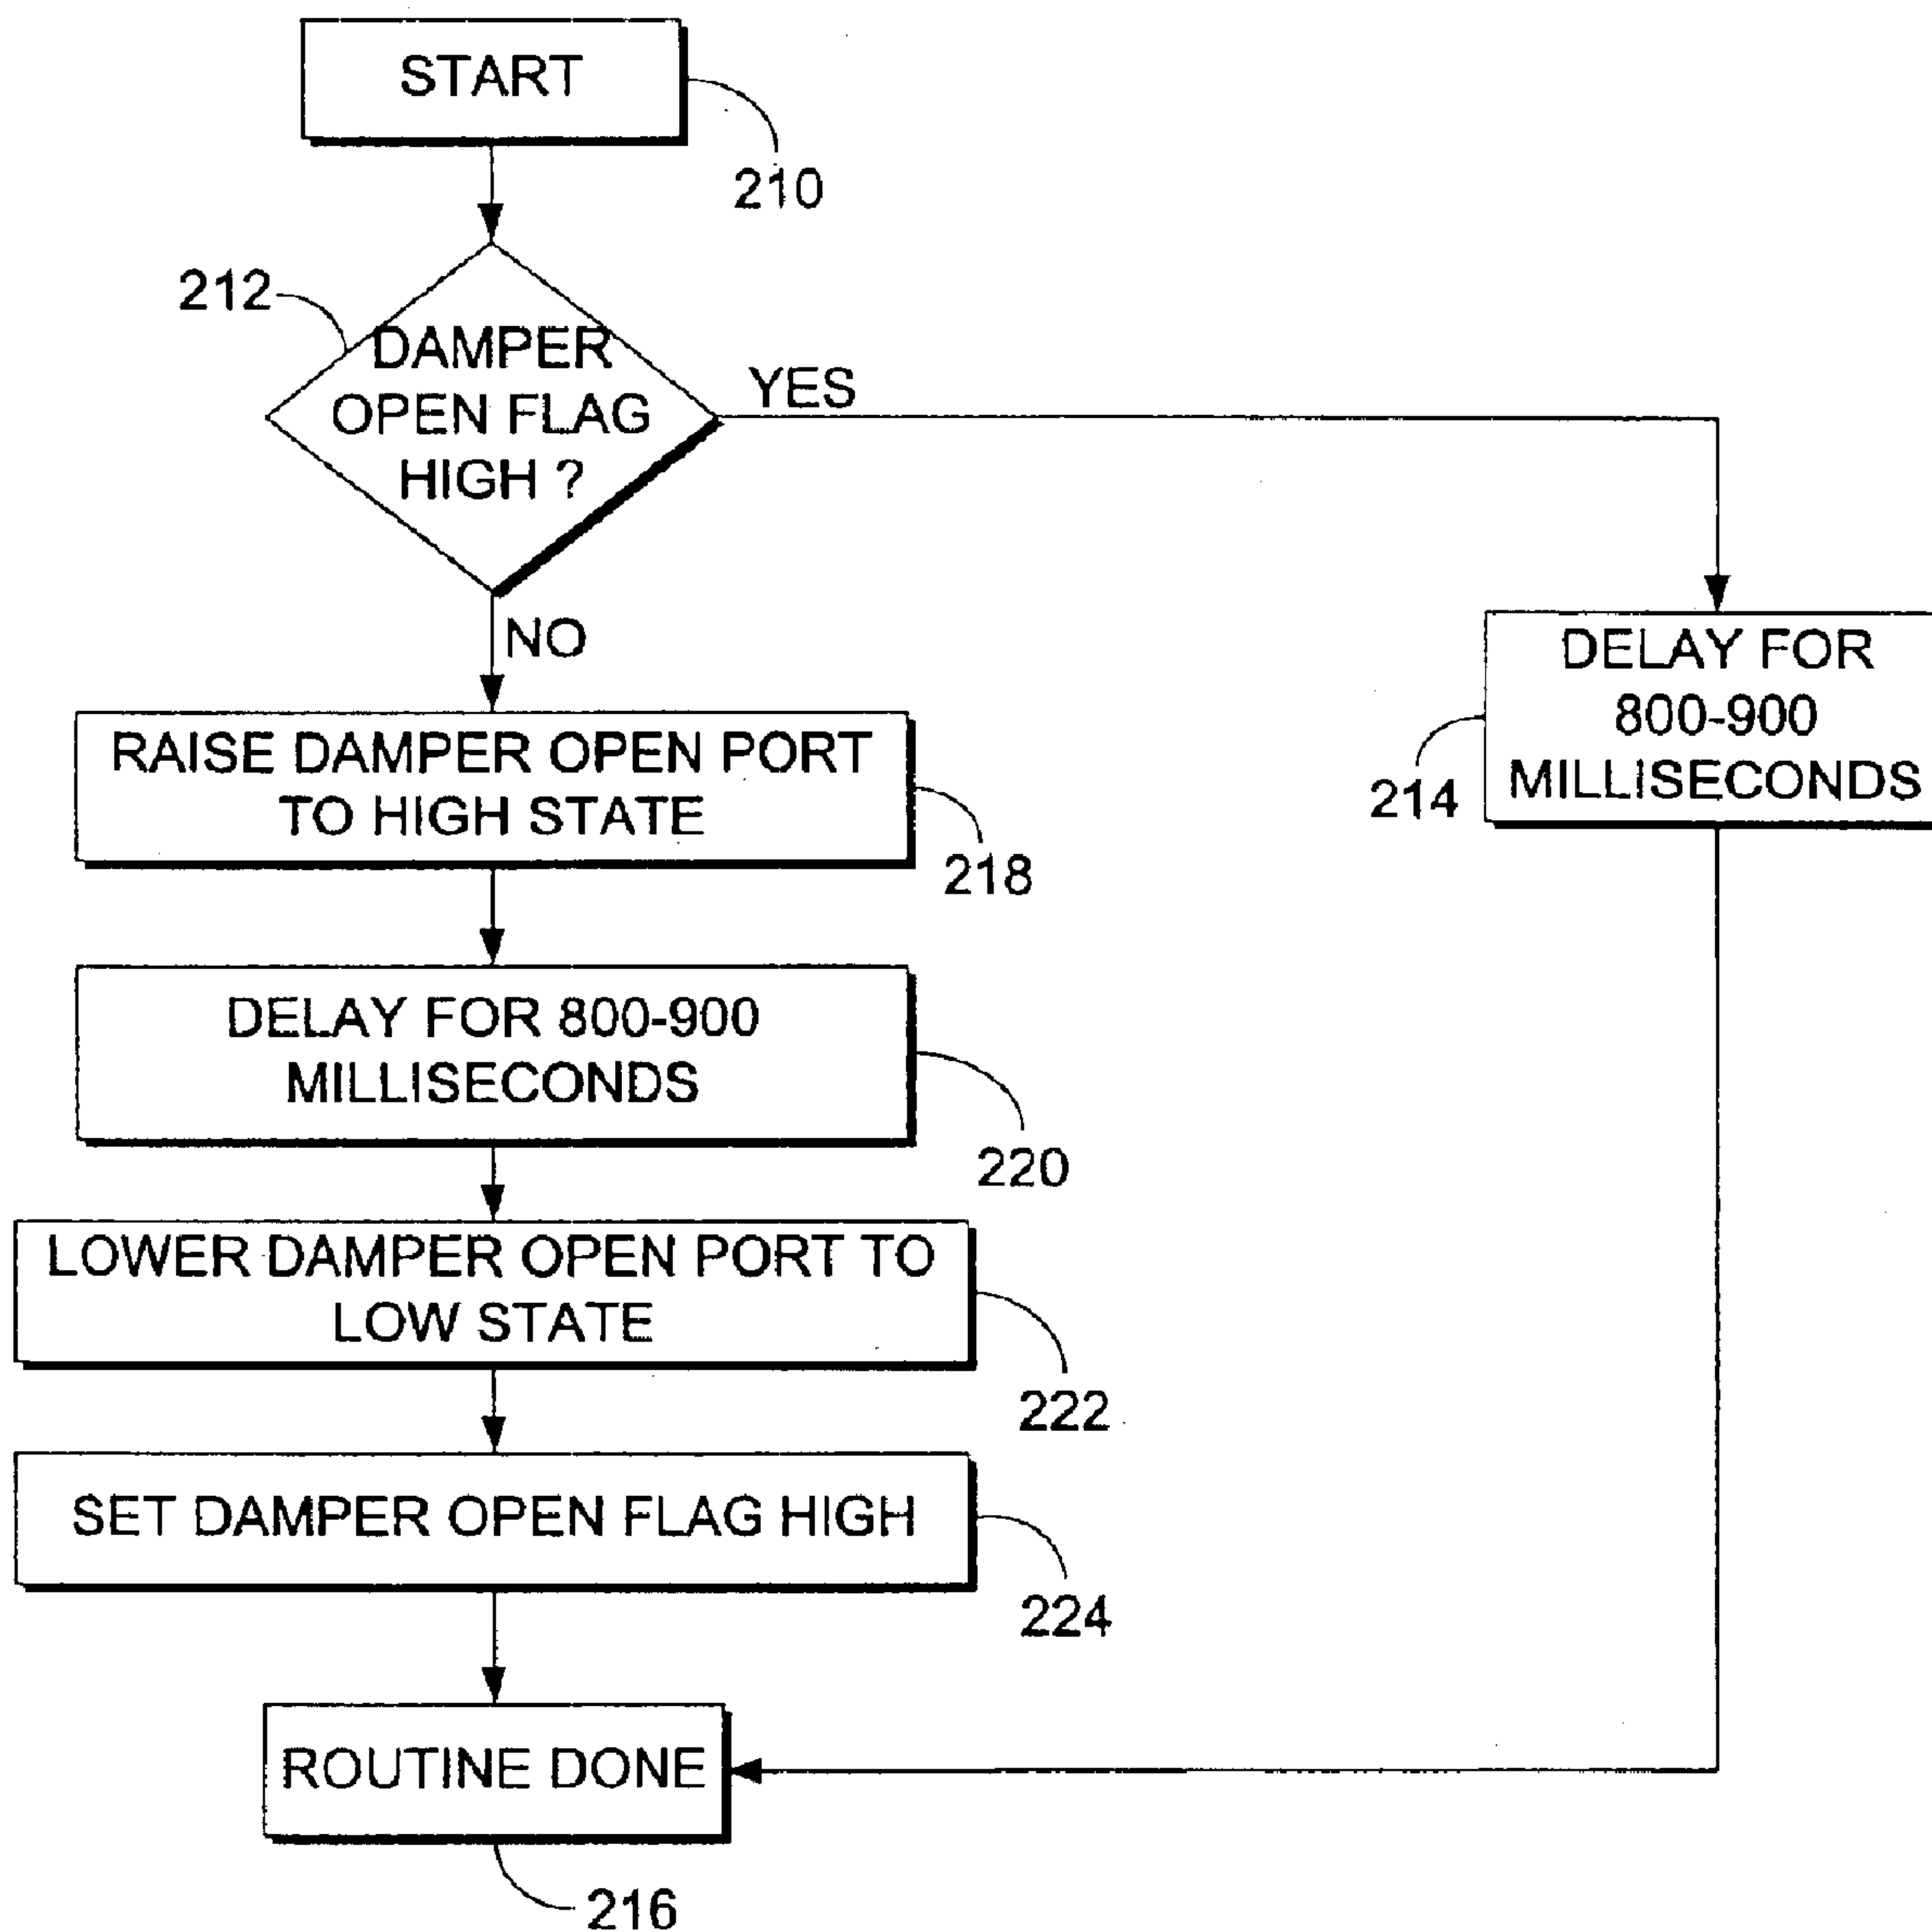 START
210
212
DAMPER
OPEN FLAG
HIGH ?
YES
NO
DELAY FOR
800-900
MILLISECONDS
214
RAISE DAMPER OPEN PORT
TO HIGH STATE
218
DELAY FOR 800-900
MILLISECONDS
220
LOWER DAMPER OPEN PORT TO
LOW STATE
222
SET DAMPER OPEN FLAG HIGH
224
ROUTINE DONE
216